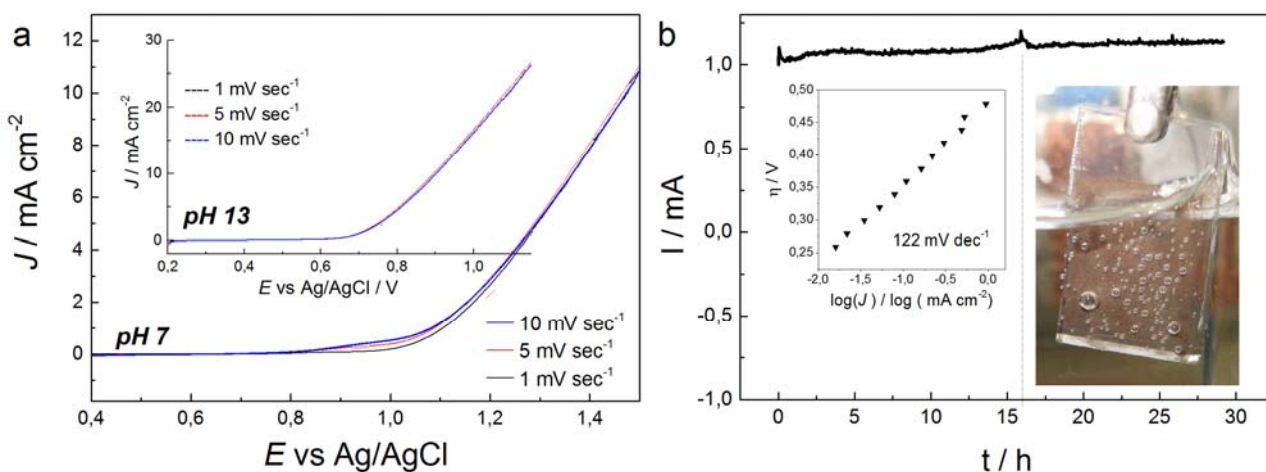 a
12
10
8
6
4
2
0
J / mA cm-2
0,4
0,6
0,8
1,0
1,2
1,4
E vs Ag/AgCl
30
20
10
0
J / mA cm-2
0,2
0,4
0,6
0,8
1,0
E vs Ag/AgCl / V
1 mV sec-1
5 mV sec-1
10 mV sec-1
pH 13
pH 7
10 mV sec-1
5 mV sec-1
1 mV sec-1
b
1,0
0,5
0,0
-0,5
-1,0
I / mA
0
5
10
15
20
25
30
t / h
0,50
0,45
0,40
0,35
0,30
0,25
η / V
-2,0
-1,5
-1,0
-0,5
0,0
log(J ) / log ( mA cm-2)
122 mV dec-1